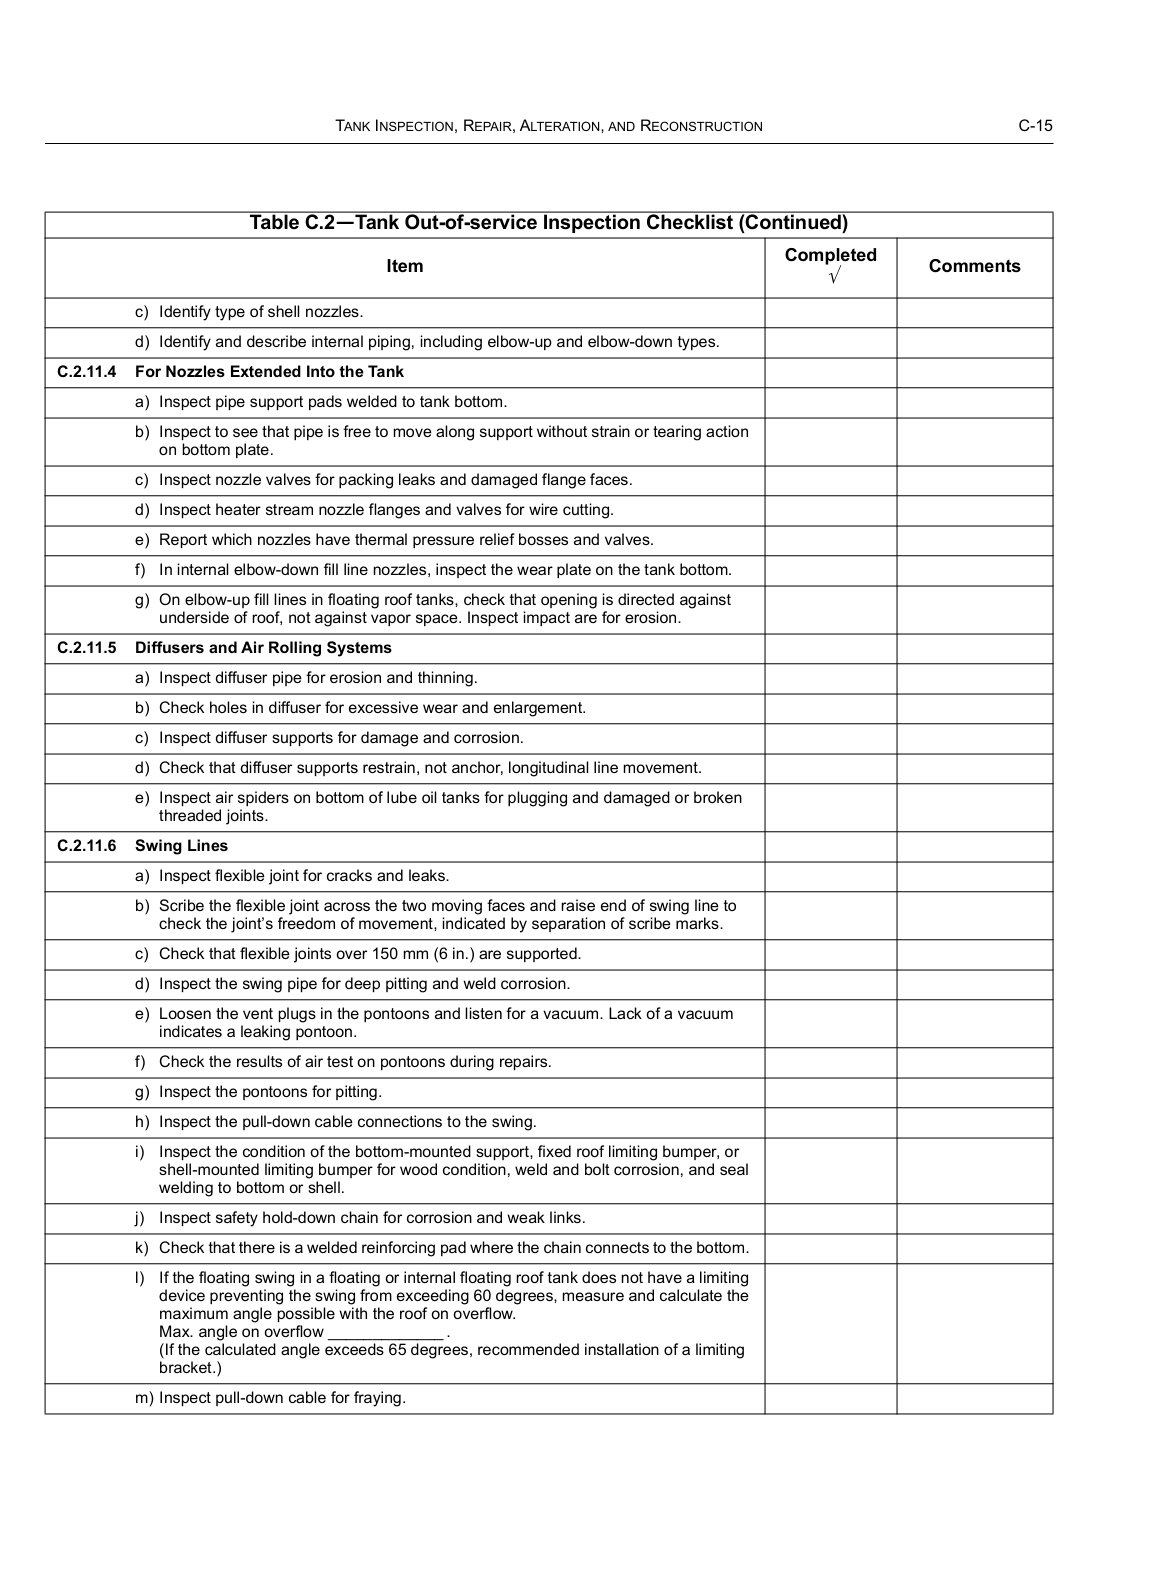 TANK INSPECTION, REPAIR, ALTERATION, AND RECONSTRUCTION C-15
Table C.2—Tank Out-of-service Inspection Checklist (Continued)
Item Completed √ Comments
c) Identify type of shell nozzles.
d) Identify and describe internal piping, including elbow-up and elbow-down types.
C.2.11.4 For Nozzles Extended Into the Tank
a) Inspect pipe support pads welded to tank bottom.
b) Inspect to see that pipe is free to move along support without strain or tearing action
on bottom plate.
c) Inspect nozzle valves for packing leaks and damaged flange faces.
d) Inspect heater stream nozzle flanges and valves for wire cutting.
e) Report which nozzles have thermal pressure relief bosses and valves.
f) In internal elbow-down fill line nozzles, inspect the wear plate on the tank bottom.
g) On elbow-up fill lines in floating roof tanks, check that opening is directed against
underside of roof, not against vapor space. Inspect impact are for erosion.
C.2.11.5 Diffusers and Air Rolling Systems
a) Inspect diffuser pipe for erosion and thinning.
b) Check holes in diffuser for excessive wear and enlargement.
c) Inspect diffuser supports for damage and corrosion.
d) Check that diffuser supports restrain, not anchor, longitudinal line movement.
e) Inspect air spiders on bottom of lube oil tanks for plugging and damaged or broken
threaded joints.
C.2.11.6 Swing Lines
a) Inspect flexible joint for cracks and leaks.
b) Scribe the flexible joint across the two moving faces and raise end of swing line to
check the joint’s freedom of movement, indicated by separation of scribe marks.
c) Check that flexible joints over 150 mm (6 in.) are supported.
d) Inspect the swing pipe for deep pitting and weld corrosion.
e) Loosen the vent plugs in the pontoons and listen for a vacuum. Lack of a vacuum
indicates a leaking pontoon.
f) Check the results of air test on pontoons during repairs.
g) Inspect the pontoons for pitting.
h) Inspect the pull-down cable connections to the swing.
i) Inspect the condition of the bottom-mounted support, fixed roof limiting bumper, or
shell-mounted limiting bumper for wood condition, weld and bolt corrosion, and seal
welding to bottom or shell.
j) Inspect safety hold-down chain for corrosion and weak links.
k) Check that there is a welded reinforcing pad where the chain connects to the bottom.
l) If the floating swing in a floating or internal floating roof tank does not have a limiting
device preventing the swing from exceeding 60 degrees, measure and calculate the
maximum angle possible with the roof on overflow.
Max. angle on overflow _____________ .
(If the calculated angle exceeds 65 degrees, recommended installation of a limiting
bracket.)
m) Inspect pull-down cable for fraying.